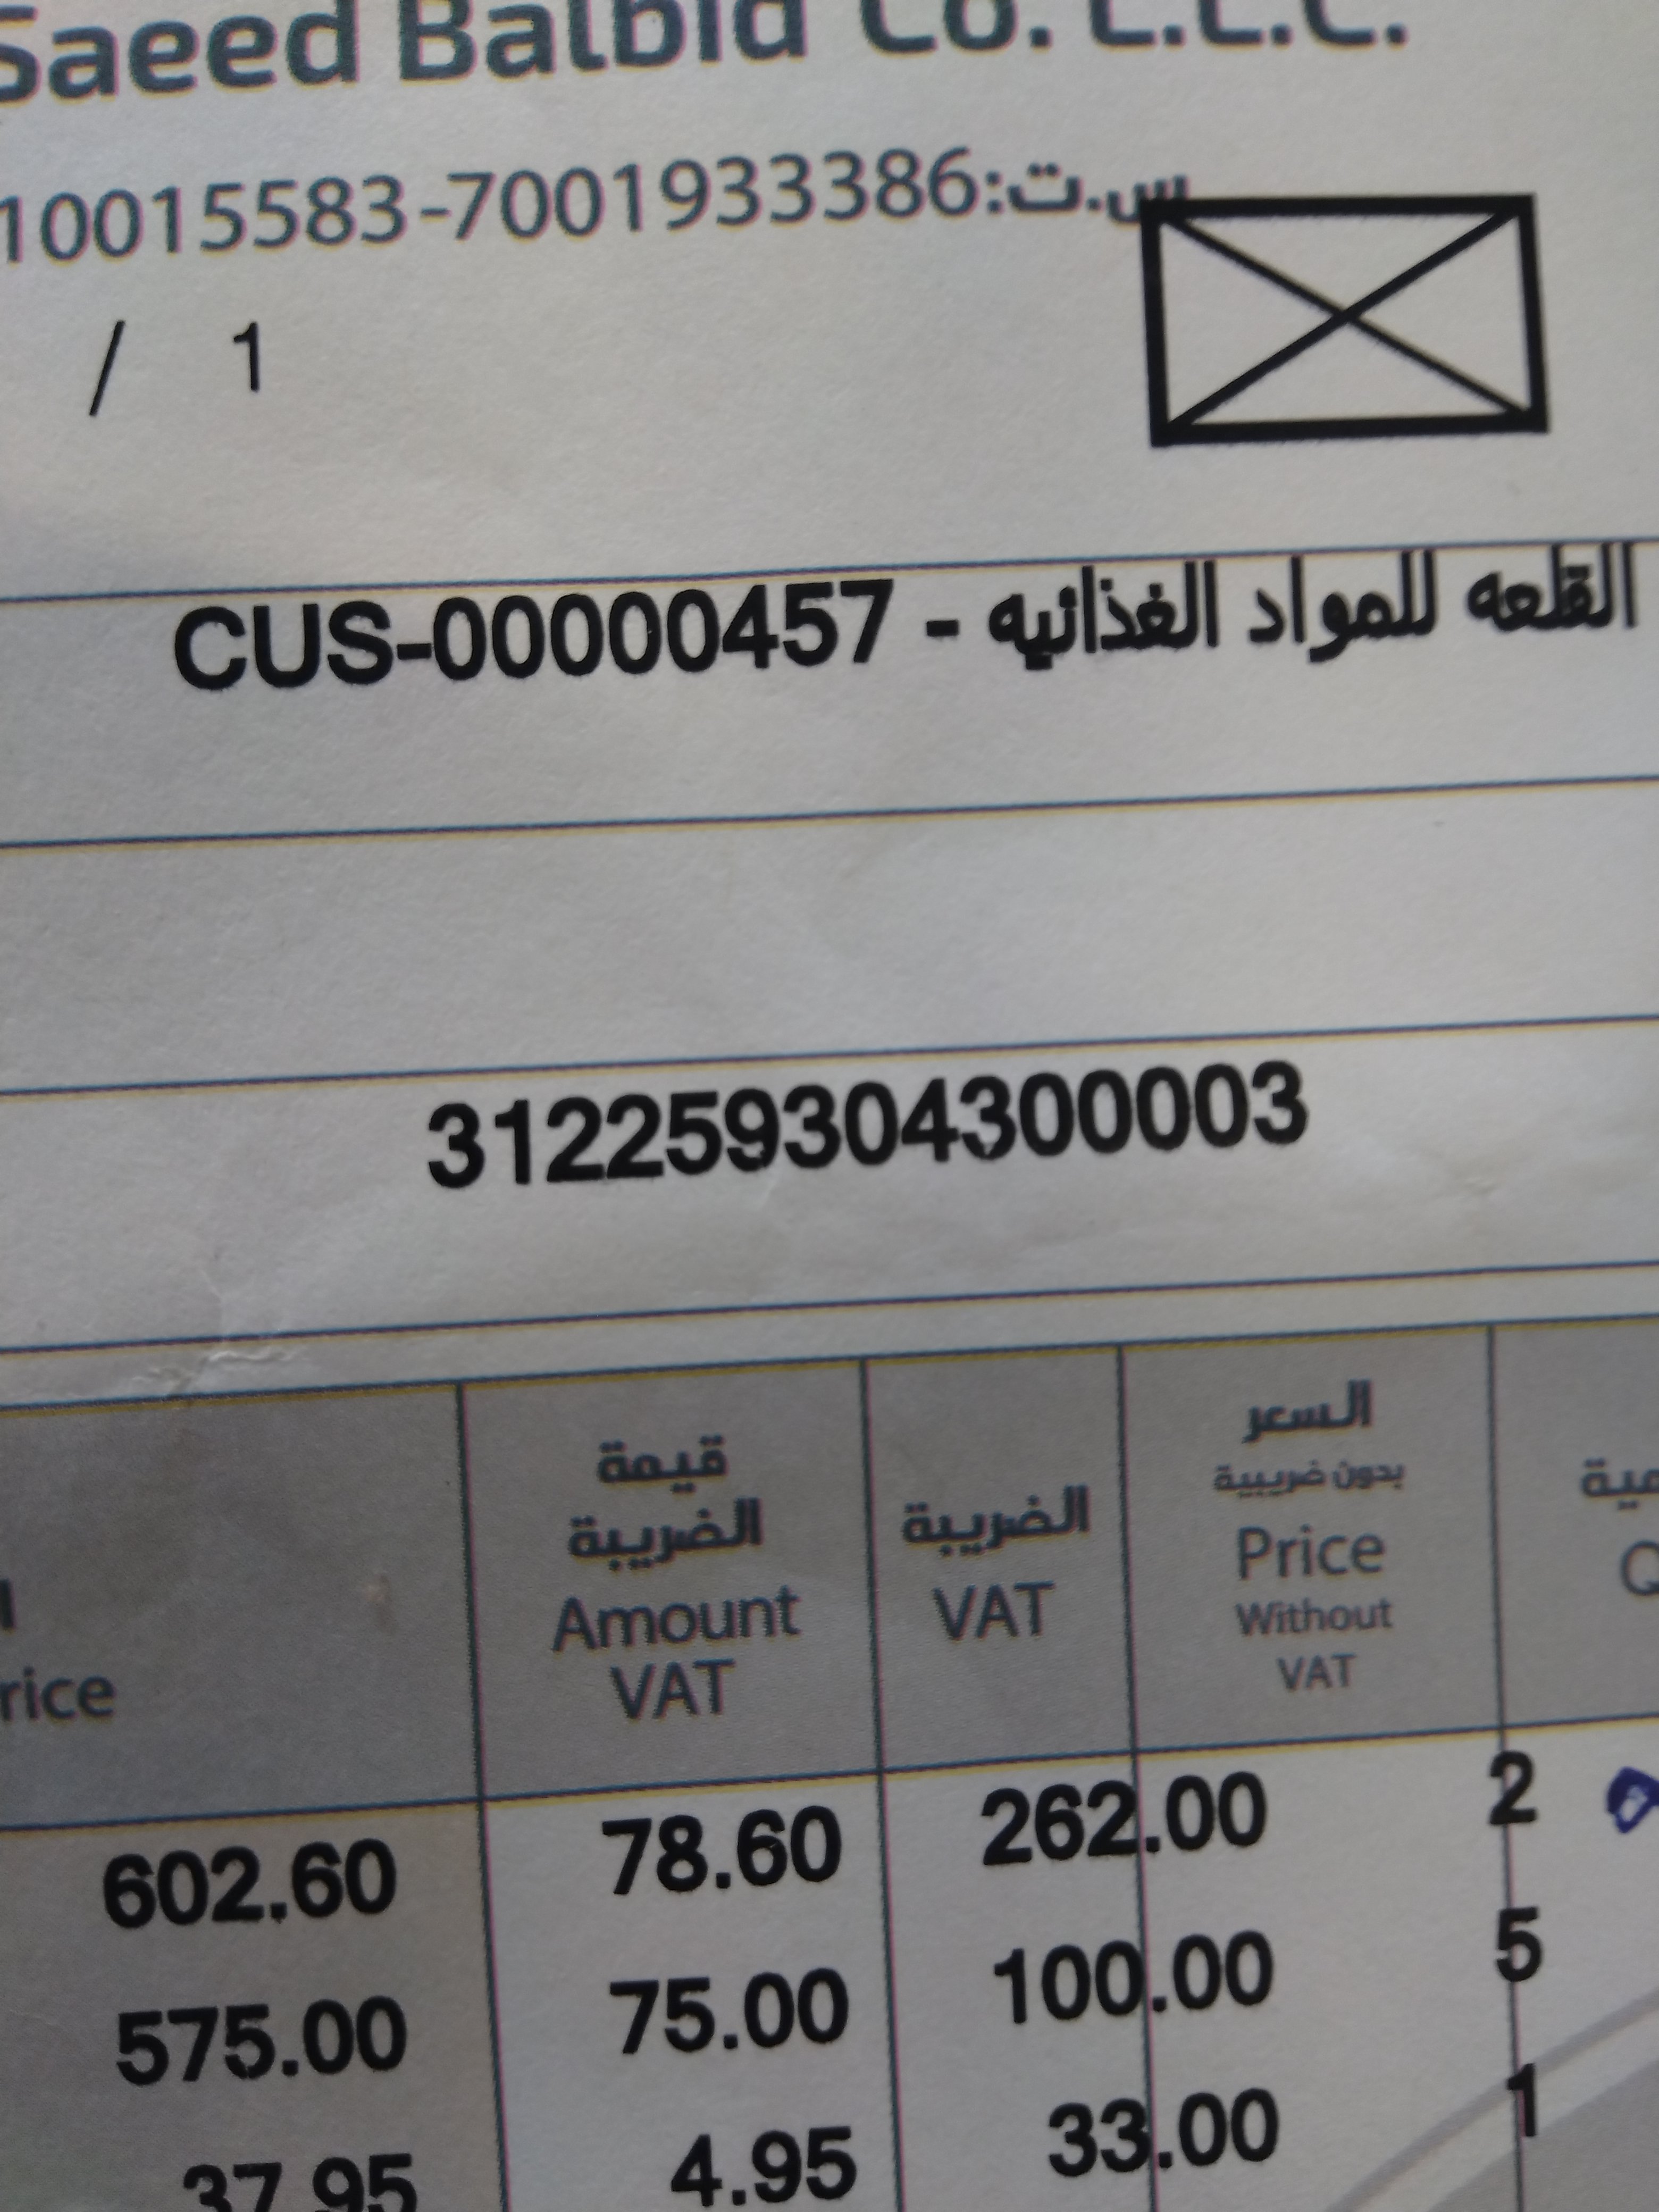 Saeed Balbid Co. L.L.C.
10015583-7001933386:س.ت
/ 1
القلعه للمواد الغذائيه - CUS-00000457
312259304300003
السعر
بدون ضريبية
Price
Without
VAT
الضريبة
VAT
قيمة
الضريبة
Amount
VAT
rice
602.60 78.60 262.00 2
575.00 75.00 100.00 5
37.95 4.95 33.00 1